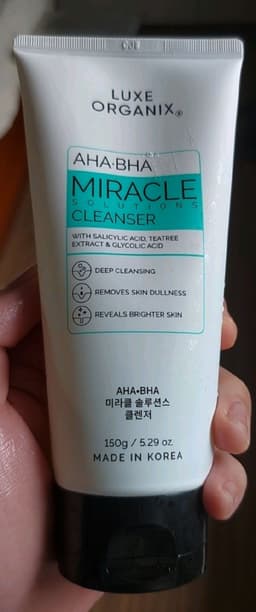 LUXE
ORGANIX®
AHA·BHA
MIRACLE
SOLUTIONS
CLEANSER
WITH SALICYLIC ACID, TEATREE
EXTRACT & GLYCOLIC ACID
DEEP CLEANSING
REMOVES SKIN DULLNESS
REVEALS BRIGHTER SKIN
AHA•BHA
미라클 솔루션스
클렌저
150g / 5.29 oz.
MADE IN KOREA